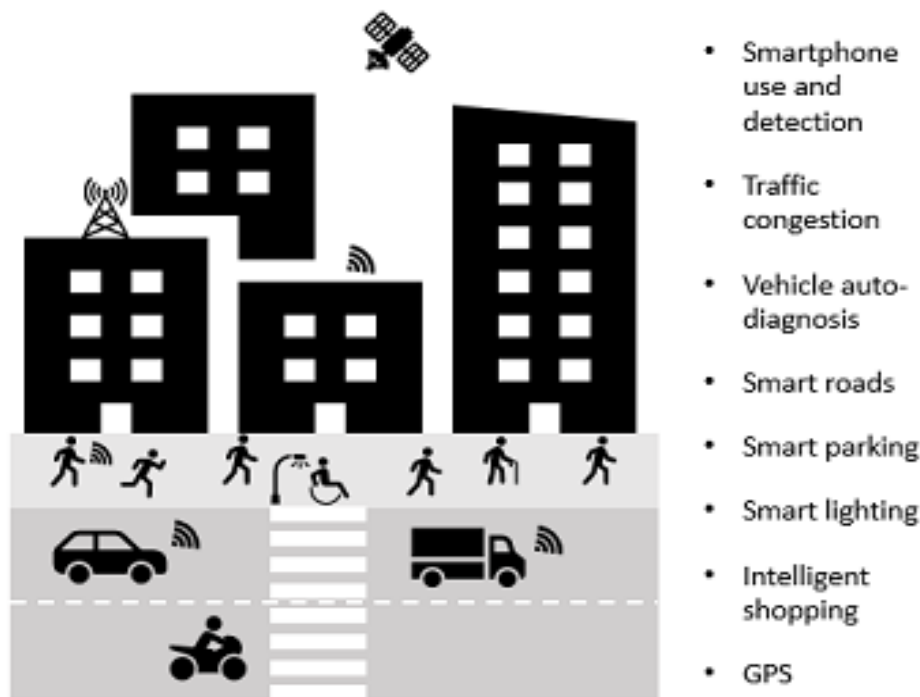 • Smartphone
use and
detection
• Traffic
congestion
• Vehicle auto-
diagnosis
• Smart roads
• Smart parking
• Smart lighting
• Intelligent
shopping
• GPS